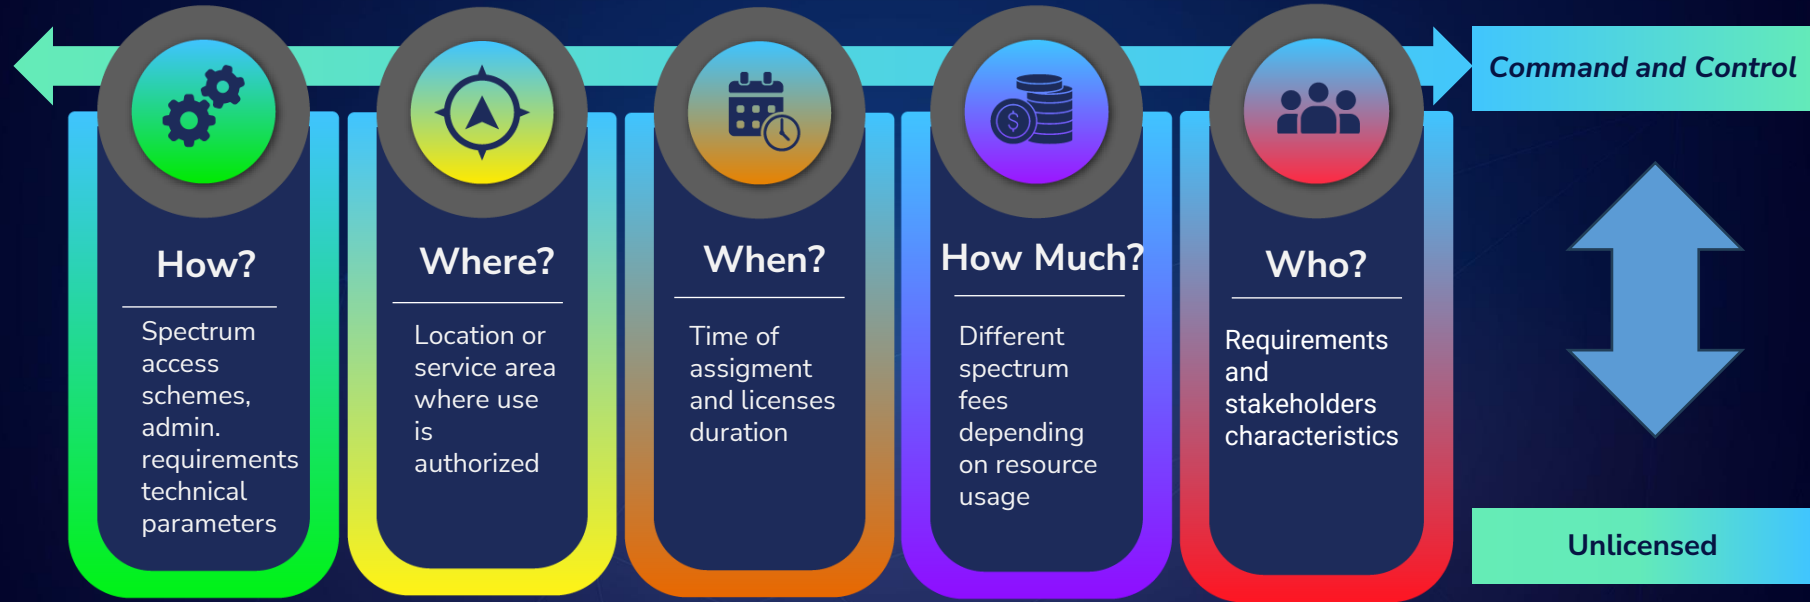 Command and Control
How?
Spectrum
access
schemes,
admin.
requirements
technical
parameters
Where?
Location or
service area
where use
is
authorized
When?
Time of
assigment
and licenses
duration
How Much?
$
Different
spectrum
fees
depending
on resource
usage
Who?
Requirements
and
stakeholders
characteristics
Unlicensed